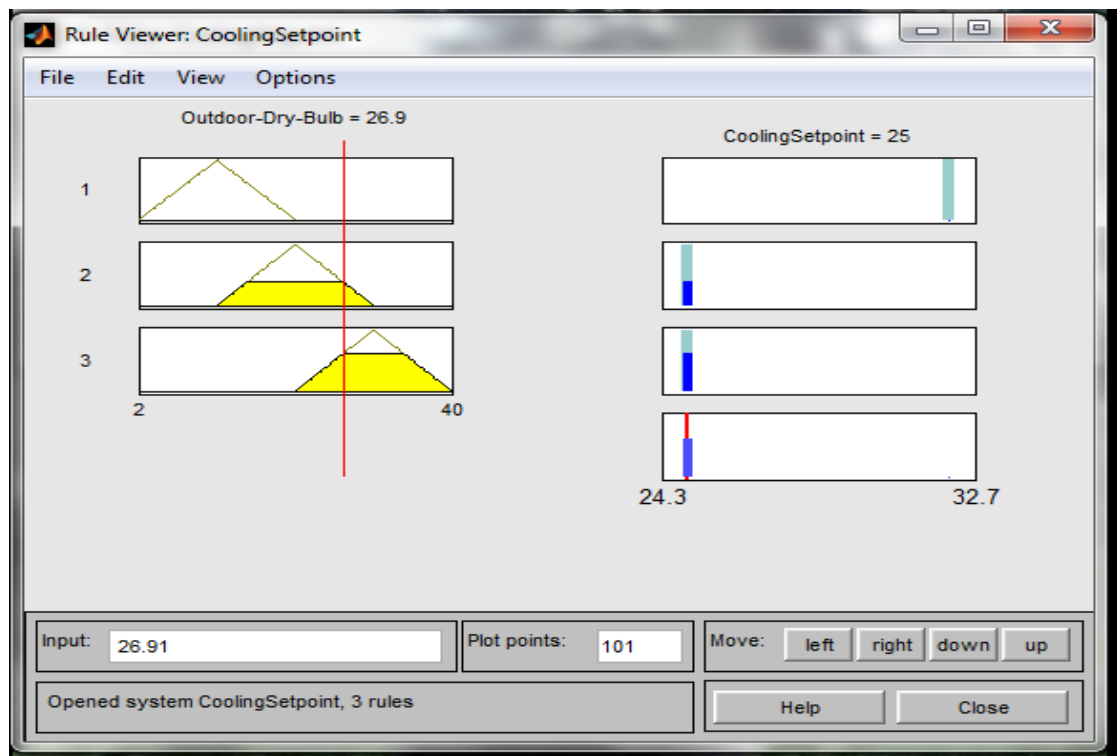 Rule Viewer: CoolingSetpoint
File Edit View Options
Outdoor-Dry-Bulb = 26.9
CoolingSetpoint = 25
1
2
3
2 40
24.3 32.7
Input: 26.91 Plot points: 101 Move: left right down up
Opened system CoolingSetpoint, 3 rules Help Close